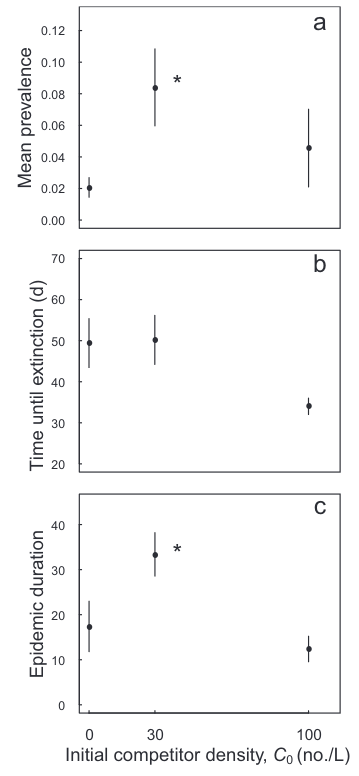 a
0.12
0.10
0.08
0.06
0.04
0.02
0.00
Mean prevalence
*
b
70
60
50
40
30
20
Time until extinction (d)
c
40
30
20
10
0
Epidemic duration
*
0 30 100
Initial competitor density, C0 (no./L)